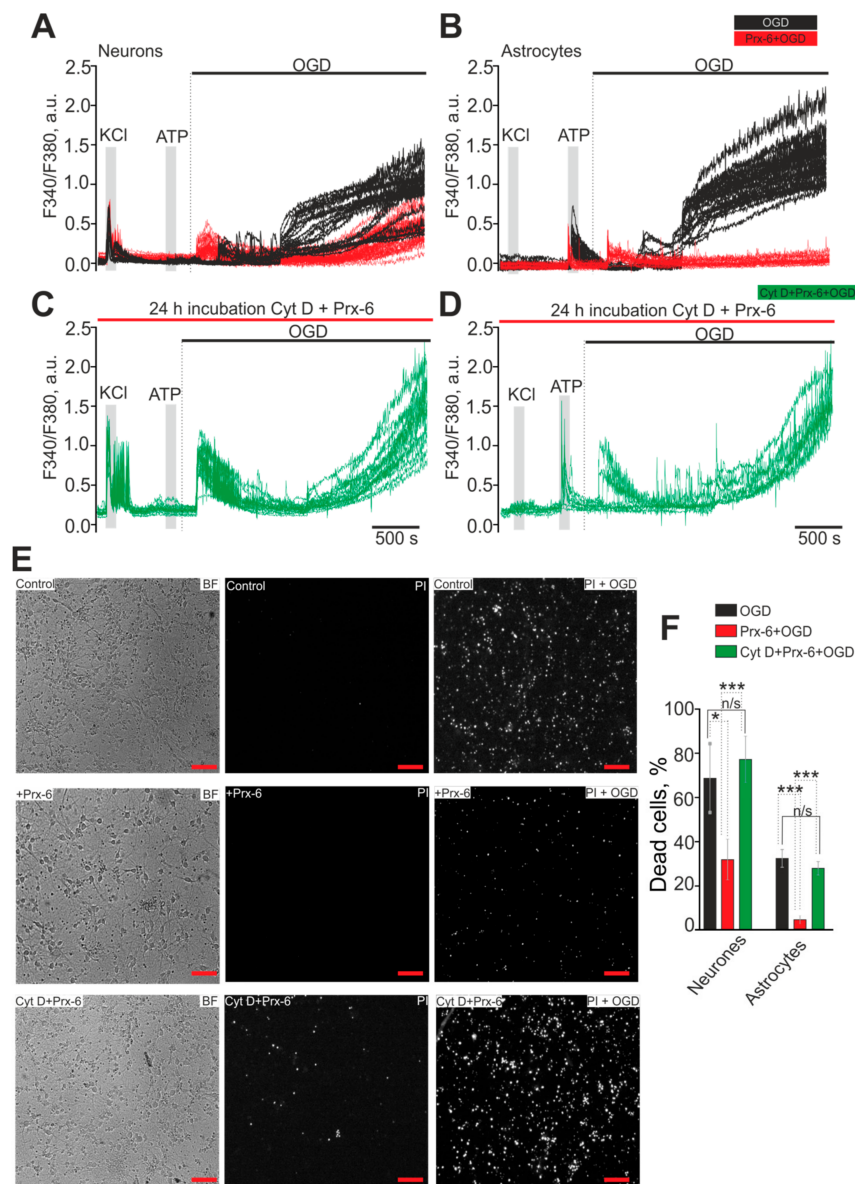 A
Neurons
OGD
KCl
ATP
F340/F380, a.u.
2.5
2.0
1.5
1.0
0.5
0.0
B
Astrocytes
OGD
Prx-6+OGD
OGD
KCl
ATP
F340/F380, a.u.
2.5
2.0
1.5
1.0
0.5
0.0
C
24 h incubation Cyt D + Prx-6
OGD
KCl
ATP
F340/F380, a.u.
2.5
2.0
1.5
1.0
0.5
0.0
500 s
D
Cyt D+Prx-6+OGD
24 h incubation Cyt D + Prx-6
OGD
KCl
ATP
F340/F380, a.u.
2.5
2.0
1.5
1.0
0.5
0.0
500 s
E
Control BF
Control PI
Control PI + OGD
+Prx-6 BF
+Prx-6 PI
+Prx-6 PI + OGD
Cyt D+Prx-6 BF
Cyt D+Prx-6 PI
Cyt D+Prx-6 PI + OGD
F
OGD
Prx-6+OGD
Cyt D+Prx-6+OGD
Dead cells, %
100
80
60
40
20
0
***
n/s
*
***
***
n/s
Neurones
Astrocytes